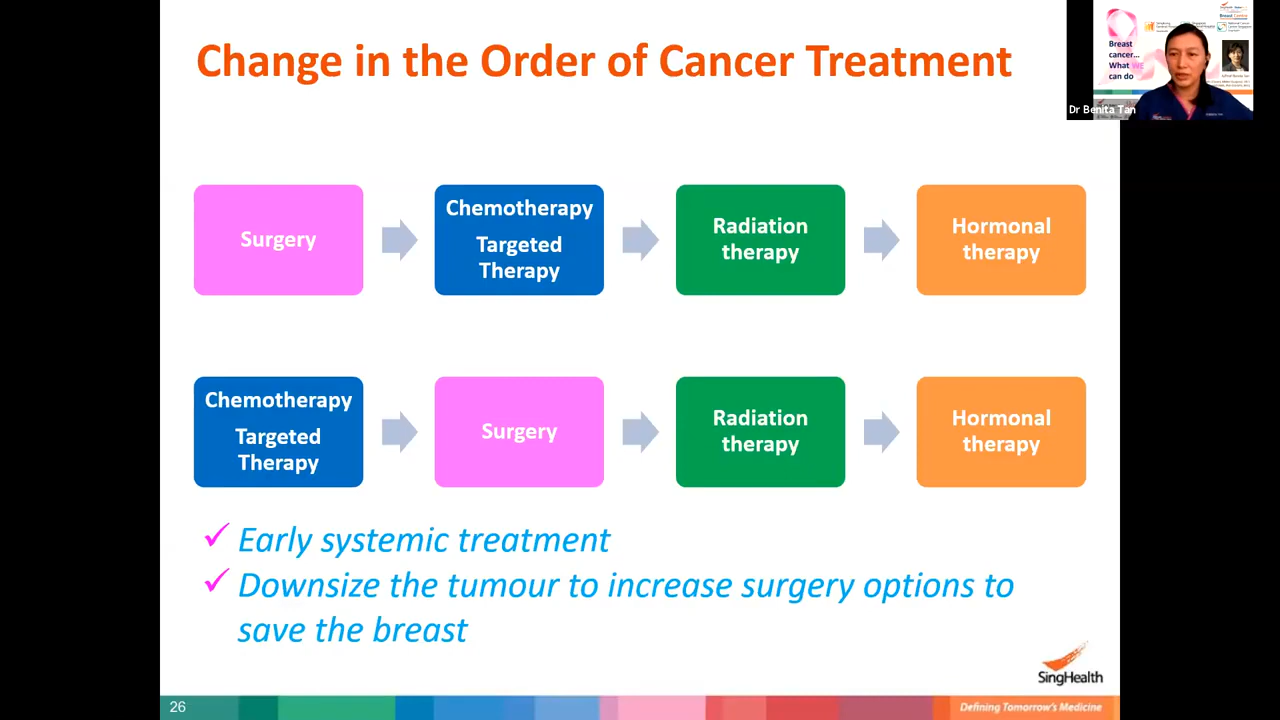 Change in the Order of Cancer Treatment
Breast
cancer...
What WE
can do
Dr Benita Tan
Surgery
Chemotherapy
Targeted
Therapy
Radiation
therapy
Hormonal
therapy
Chemotherapy
Targeted
Therapy
Surgery
Radiation
therapy
Hormonal
therapy
Early systemic treatment
Downsize the tumour to increase surgery options to
save the breast
SingHealth
26
Defining Tomorrow's Medicine